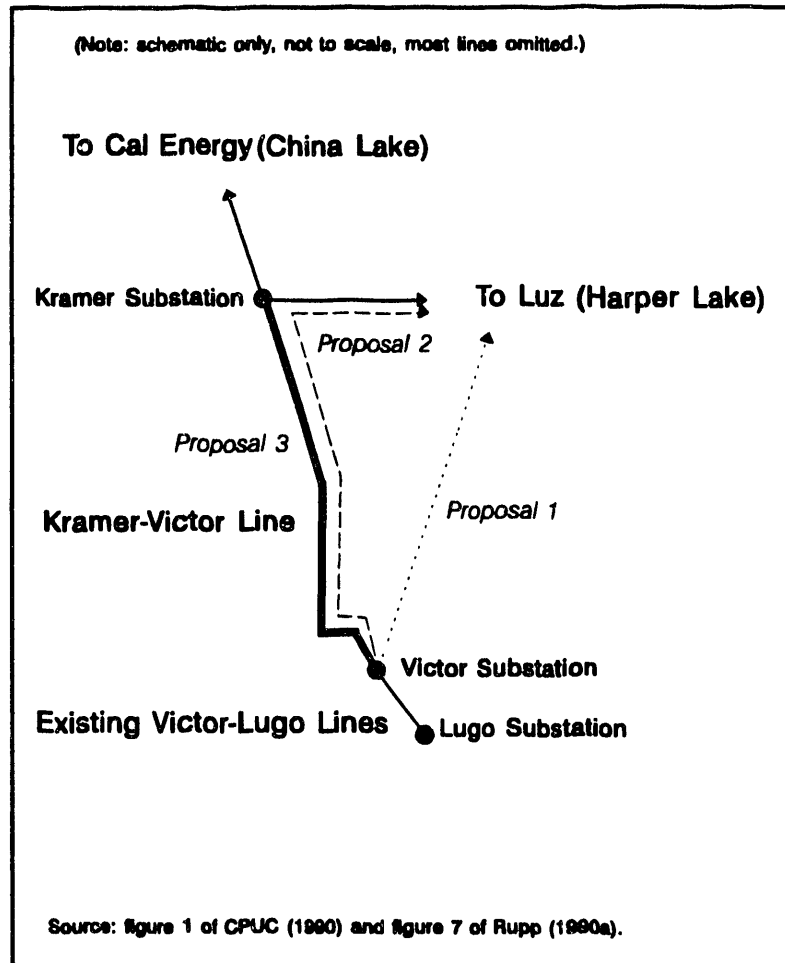 (Note: schematic only, not to scale, most lines omitted.)
To Cal Energy (China Lake)
Kramer Substation
To Luz (Harper Lake)
Proposal 2
Proposal 3
Kramer-Victor Line
Proposal 1
Victor Substation
Existing Victor-Lugo Lines
Lugo Substation
Source: figure 1 of CPUC (1990) and figure 7 of Rupp (1990a).